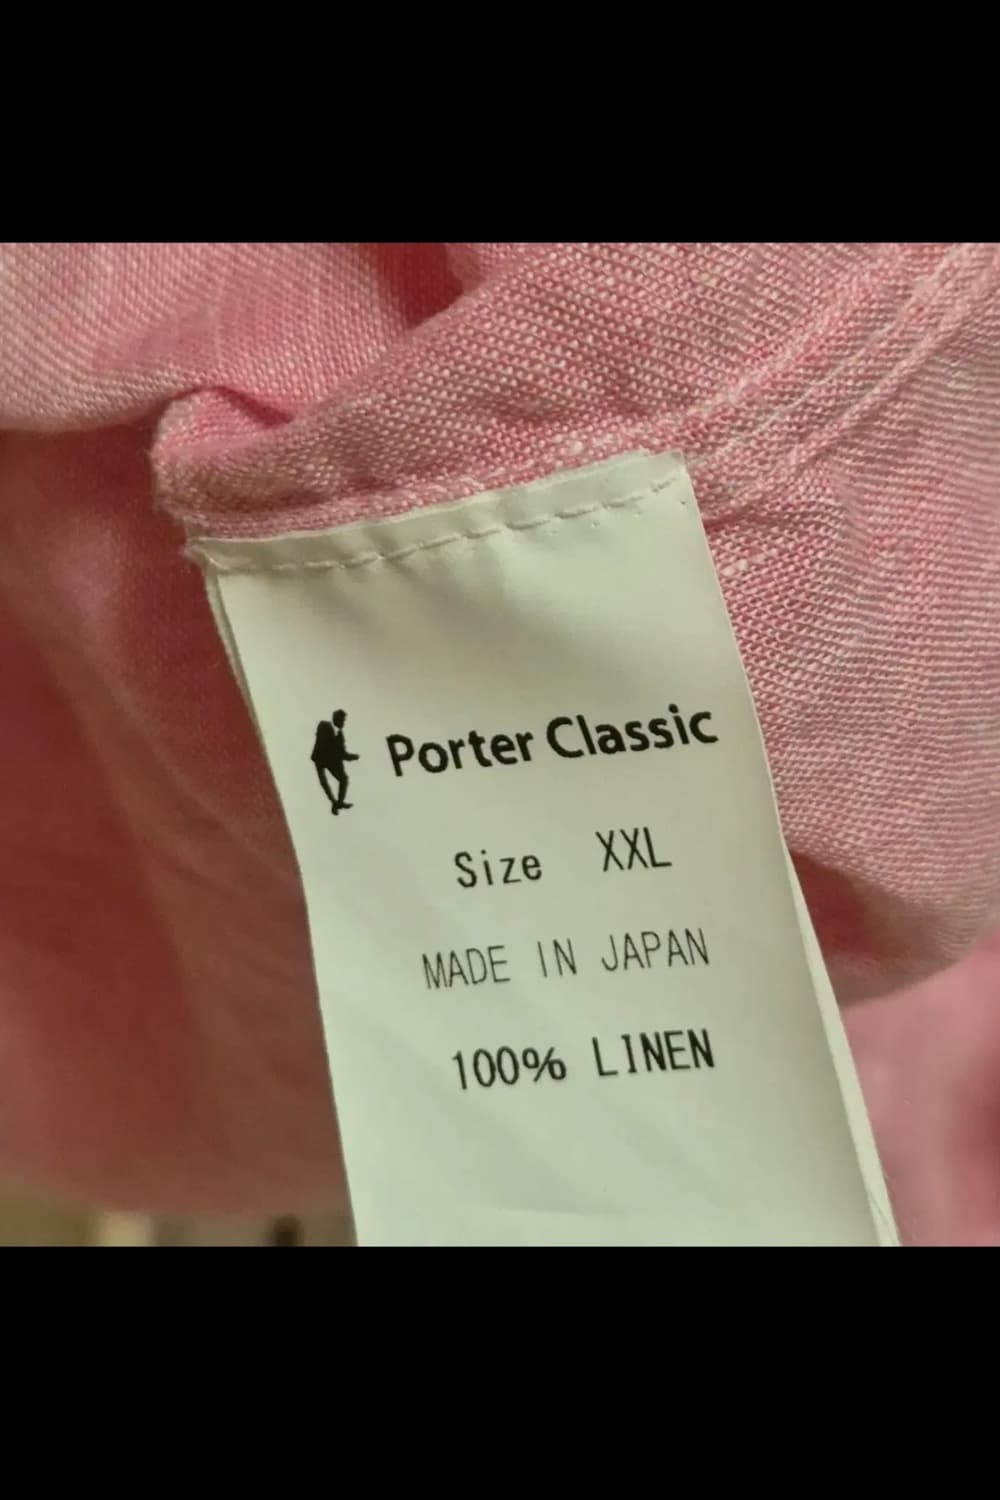 Porter Classic
Size XXL
MADE IN JAPAN
100% LINEN